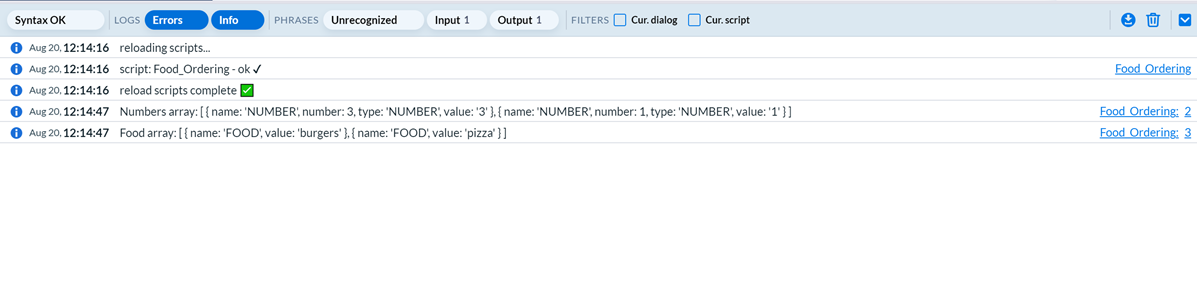 Syntax OK LOGS Errors Info PHRASES Unrecognized Input 1 Output 1 FILTERS Cur. dialog Cur. script
Aug 20, 12:14:16 reloading scripts...
Aug 20, 12:14:16 script: Food_Ordering - ok ✓ Food_Ordering
Aug 20, 12:14:16 reload scripts complete ✅
Aug 20, 12:14:47 Numbers array: [ { name: 'NUMBER', number: 3, type: 'NUMBER', value: '3' }, { name: 'NUMBER', number: 1, type: 'NUMBER', value: '1' } ] Food_Ordering: 2
Aug 20, 12:14:47 Food array: [ { name: 'FOOD', value: 'burgers' }, { name: 'FOOD', value: 'pizza' } ] Food_Ordering: 3